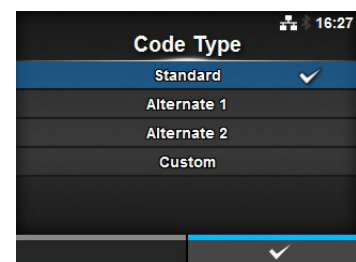 16:27
Code Type
Standard
Alternate 1
Alternate 2
Custom